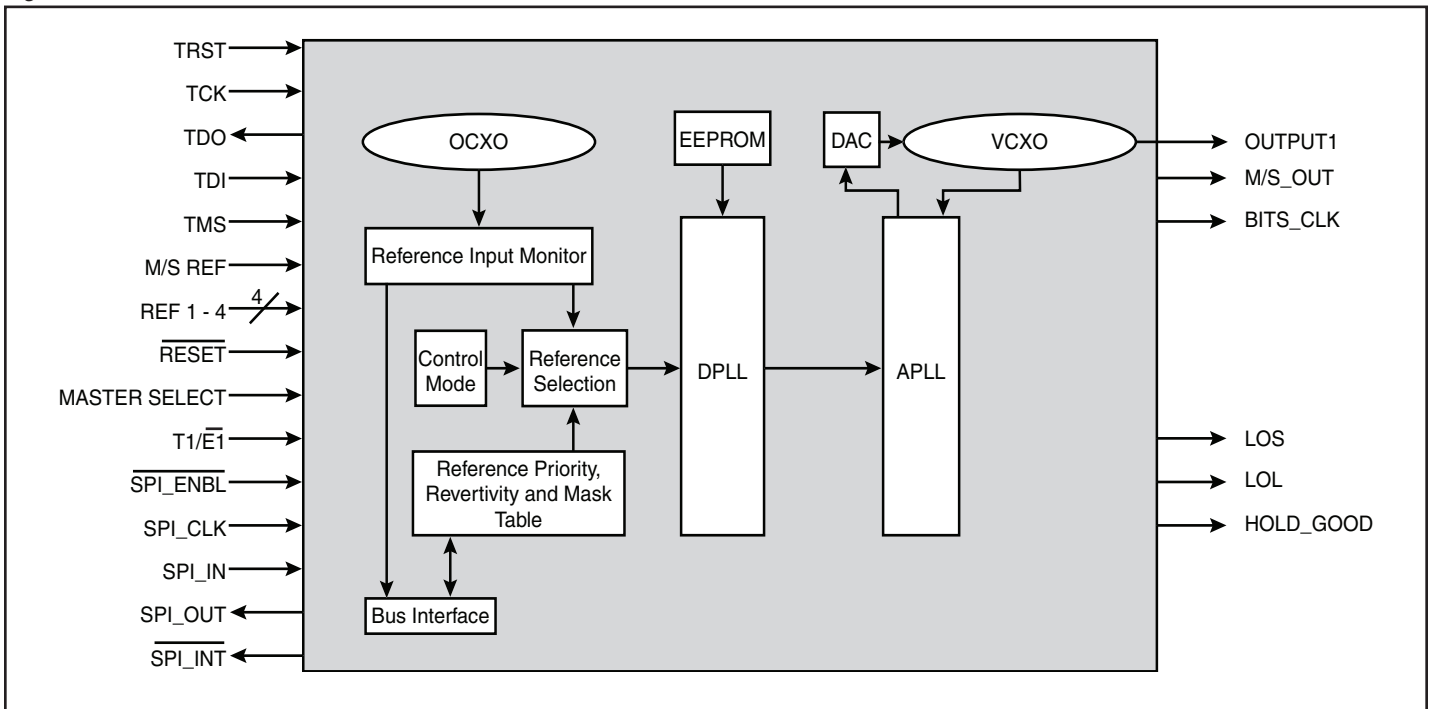 TRST
TCK
TDO
TDI
TMS
M/S REF
REF 1 - 4
4
RESET
MASTER SELECT
T1/E1
SPI_ENBL
SPI_CLK
SPI_IN
SPI_OUT
SPI_INT
OCXO
EEPROM
DAC
VCXO
Reference Input Monitor
Control
Mode
Reference
Selection
DPLL
APLL
Reference Priority,
Revertivity and Mask
Table
Bus Interface
OUTPUT1
M/S_OUT
BITS_CLK
LOS
LOL
HOLD_GOOD